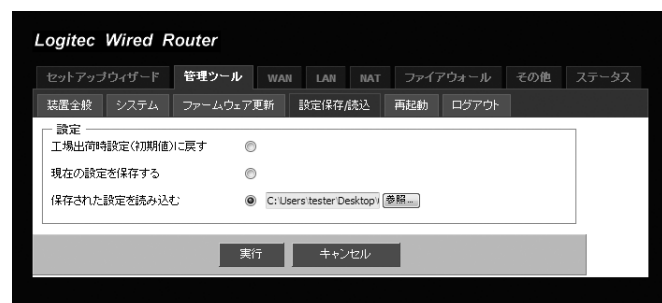 Logitec Wired Router
セットアップウィザード 管理ツール WAN LAN NAT ファイアウォール その他 ステータス
装置全般 システム ファームウェア更新 設定保存/読込 再起動 ログアウト
設定
工場出荷時設定(初期値)に戻す
現在の設定を保存する
保存された設定を読み込む C:\Users\tester\Desktop\ 参照...
実行 キャンセル